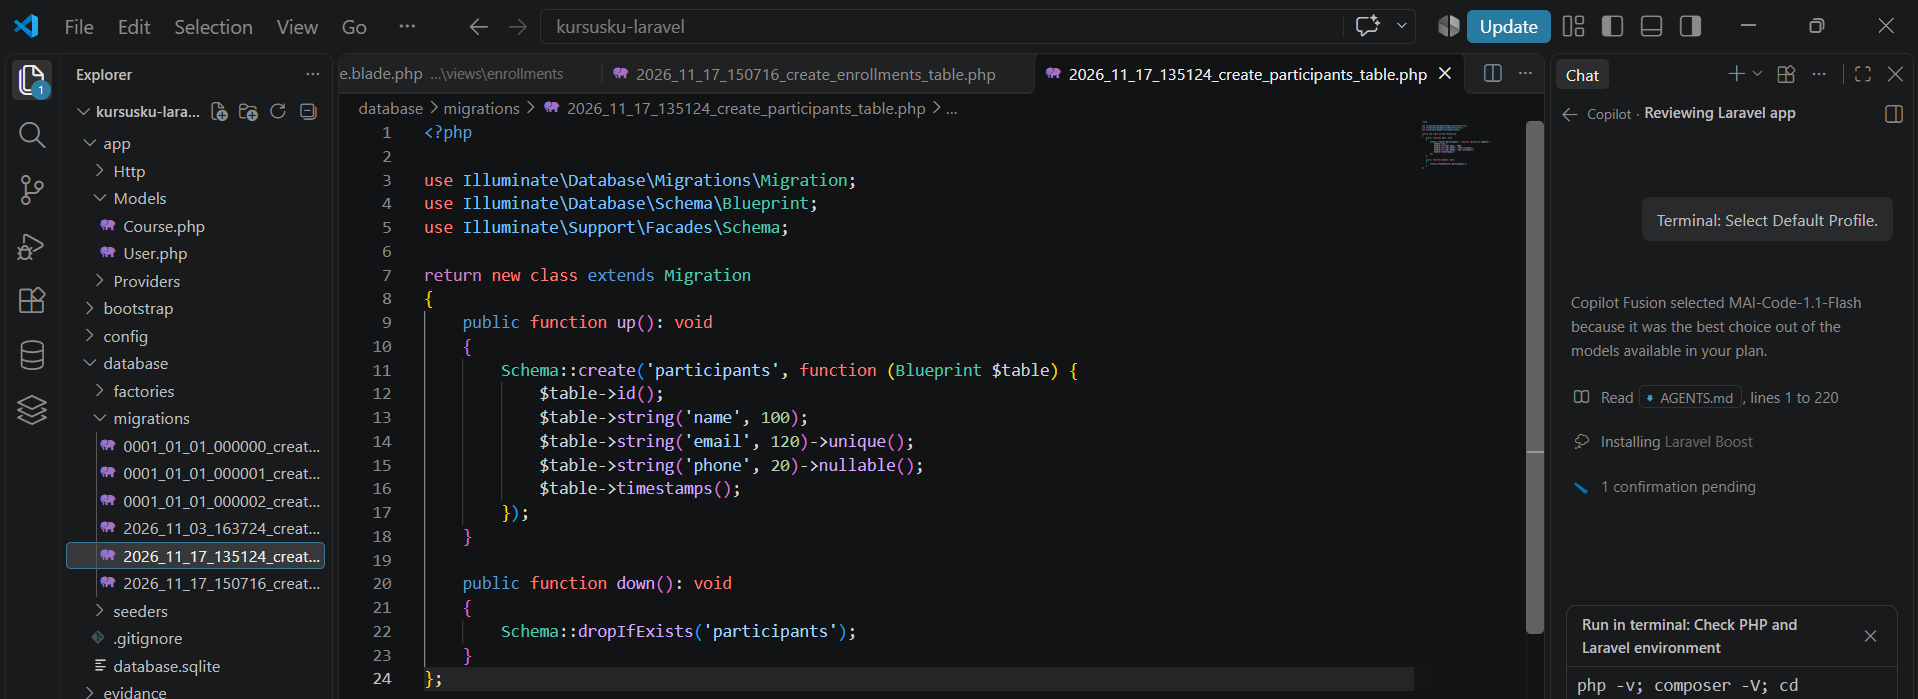 File Edit Selection View Go ··· kursusku-laravel Update
Explorer ···
kursusku-lara...
app
Http
Models
Course.php
User.php
Providers
bootstrap
config
database
factories
migrations
0001_01_01_000000_creat...
0001_01_01_000001_creat...
0001_01_01_000002_creat...
2026_11_03_163724_creat...
2026_11_17_135124_creat...
2026_11_17_150716_creat...
seeders
.gitignore
database.sqlite
evidance
1
e.blade.php ...\views\enrollments 2026_11_17_150716_create_enrollments_table.php 2026_11_17_135124_create_participants_table.php ···
database > migrations > 2026_11_17_135124_create_participants_table.php > ...
1 <?php
2
3 use Illuminate\Database\Migrations\Migration;
4 use Illuminate\Database\Schema\Blueprint;
5 use Illuminate\Support\Facades\Schema;
6
7 return new class extends Migration
8 {
9 public function up(): void
10 {
11 Schema::create('participants', function (Blueprint $table) {
12 $table->id();
13 $table->string('name', 100);
14 $table->string('email', 120)->unique();
15 $table->string('phone', 20)->nullable();
16 $table->timestamps();
17 });
18 }
19
20 public function down(): void
21 {
22 Schema::dropIfExists('participants');
23 }
24 };
Chat ···
Copilot · Reviewing Laravel app
Terminal: Select Default Profile.
Copilot Fusion selected MAI-Code-1.1-Flash
because it was the best choice out of the
models available in your plan.
Read AGENTS.md, lines 1 to 220
Installing Laravel Boost
1 confirmation pending
Run in terminal: Check PHP and
Laravel environment
php -v; composer -V; cd